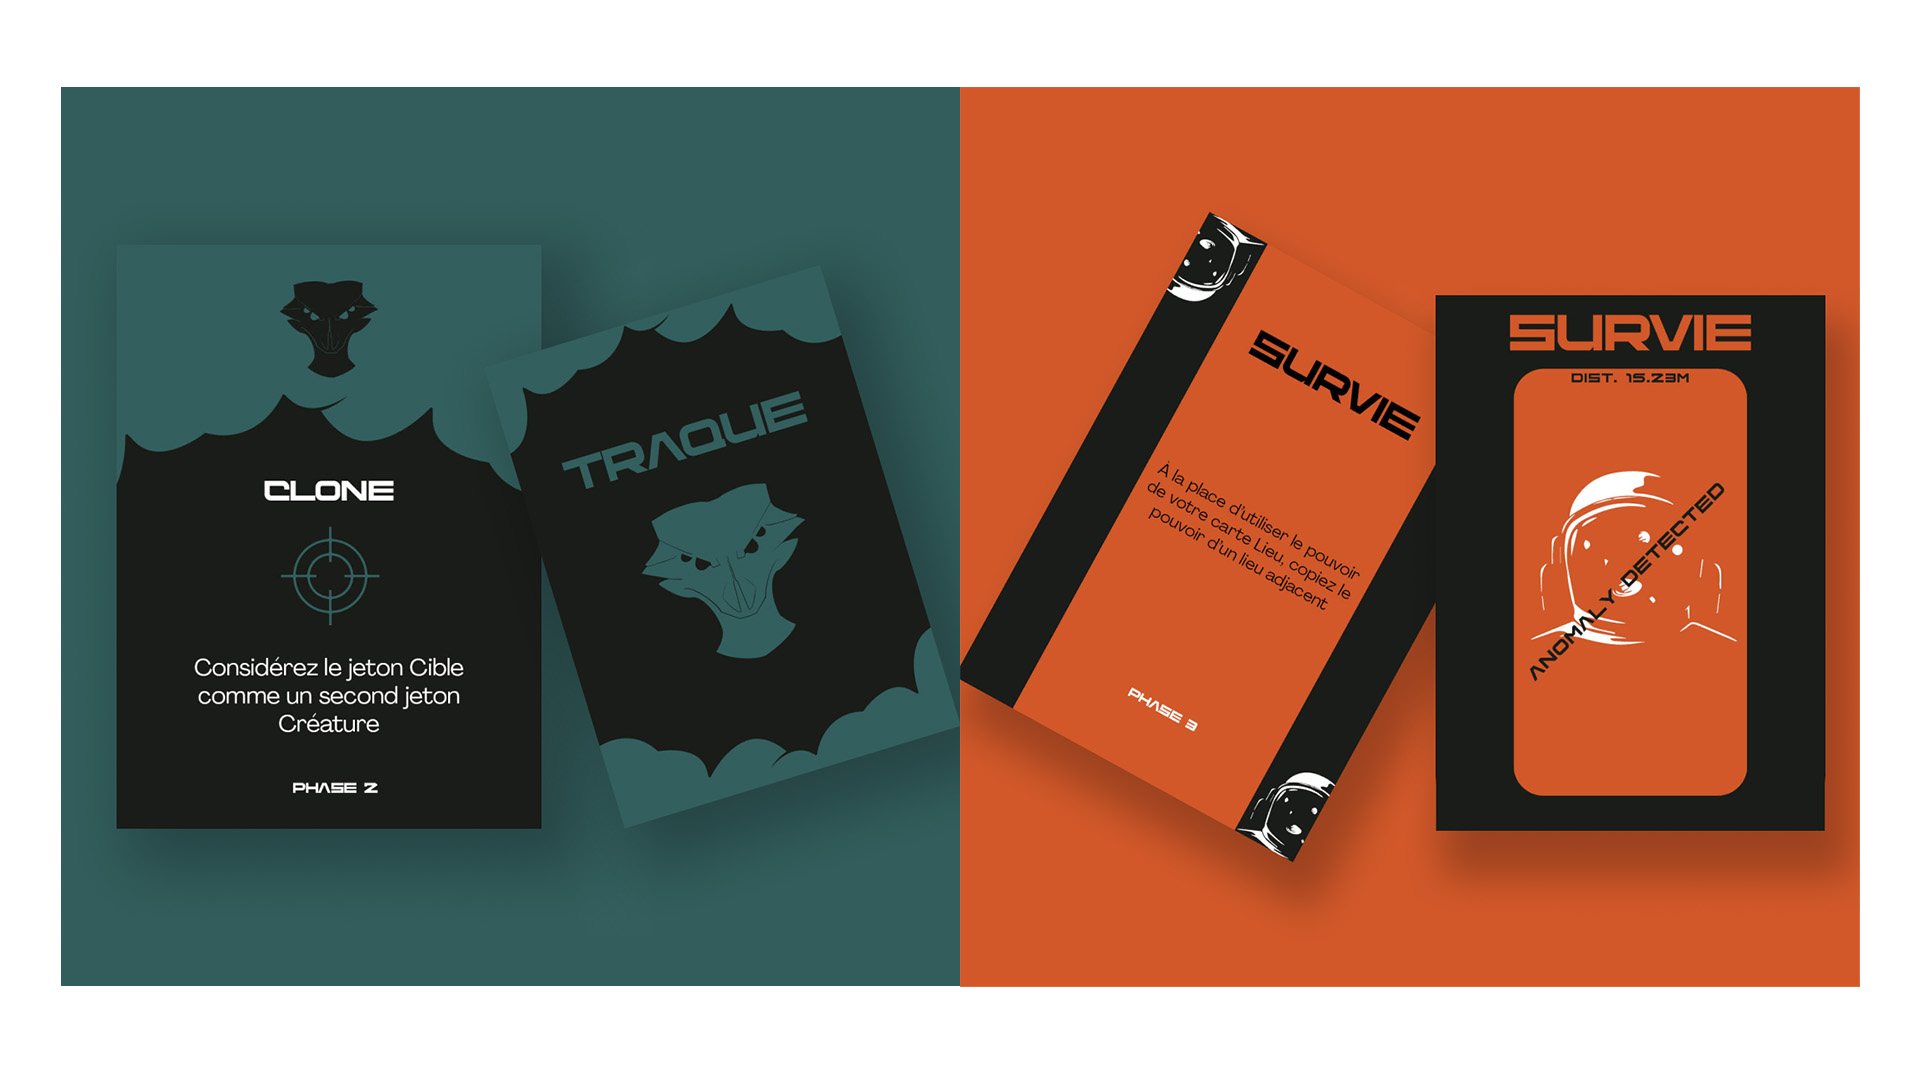 CLONE
Considérez le jeton Cible
comme un second jeton
Créature
PHASE 2
TRAQUE
SURVIE
À la place d'utiliser le pouvoir
de votre carte Lieu, copiez le
pouvoir d'un lieu adjacent
PHASE 3
SURVIE
DIST. 15.23M
ANOMALY DETECTED